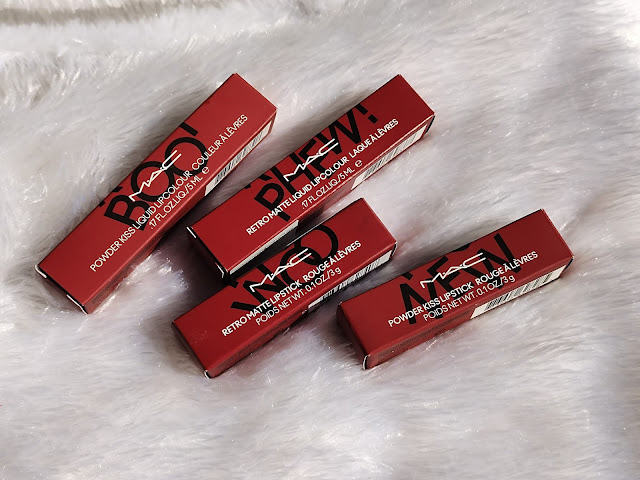 BOO!
MAC
POWDER KISS LIQUID LIPCOLOUR COULEUR À LÈVRES
.17 FL.OZ.LIQ./5 ML ℮
PHEW!
MAC
RETRO MATTE LIQUID LIPCOLOUR LAQUE À LÈVRES
.17 FL.OZ.LIQ./5 ML ℮
MAC
RETRO MATTE LIPSTICK ROUGE À LÈVRES
POIDS NET WT. 0.1 OZ/3 g
MAC
POWDER KISS LIPSTICK ROUGE À LÈVRES
POIDS NET WT. 0.1 OZ/3 g